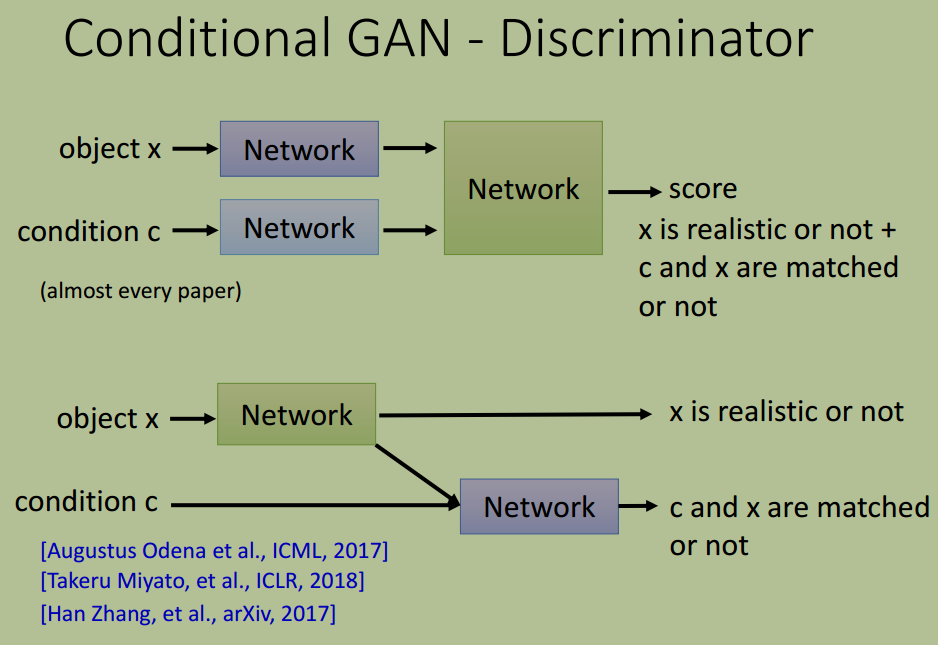 Conditional GAN - Discriminator
object x
Network
Network
score
condition c
Network
x is realistic or not +
c and x are matched
or not
(almost every paper)
object x
Network
x is realistic or not
condition c
Network
c and x are matched
or not
[Augustus Odena et al., ICML, 2017]
[Takeru Miyato, et al., ICLR, 2018]
[Han Zhang, et al., arXiv, 2017]